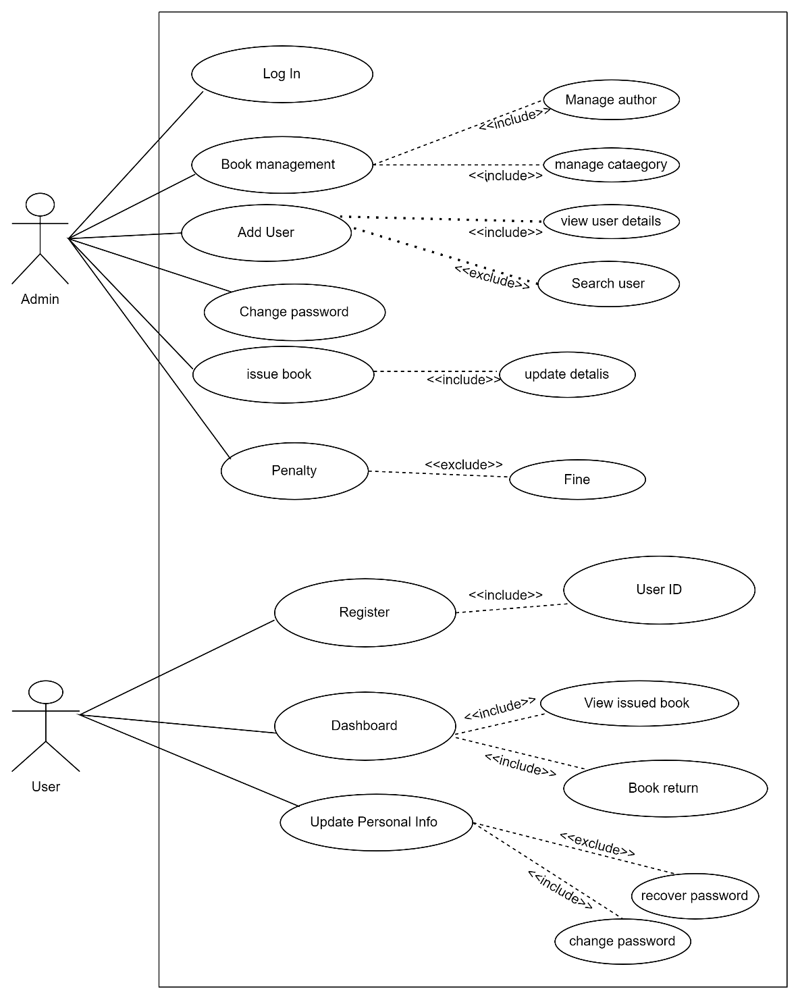 Log In
Manage author
<<include>>
Book management
manage cataegory
<<include>>
Add User
view user details
<<include>>
<<exclude>>
Search user
Admin
Change password
issue book
<<include>>
update detalis
Penalty
<<exclude>>
Fine
Register
<<include>>
User ID
Dashboard
<<include>>
View issued book
<<include>>
Book return
User
Update Personal Info
<<exclude>>
<<include>>
recover password
change password